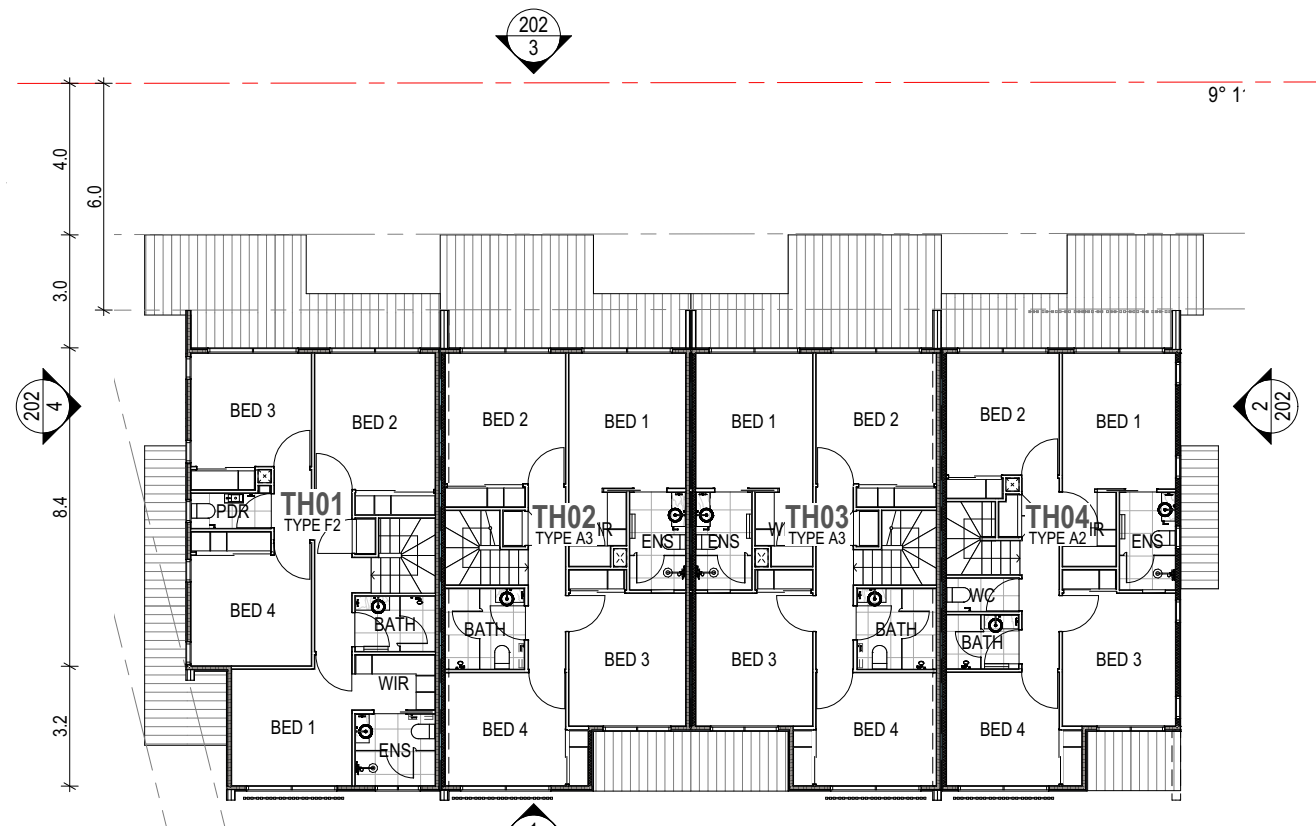 202
3
9° 1
4.0
6.0
3.0
8.4
3.2
202
4
2
202
BED 3
BED 2
BED 2
BED 1
BED 1
BED 2
BED 2
BED 1
TH01
TYPE F2
TH02
TYPE A3
TH03
TYPE A3
TH04
TYPE A2
PDR
ENS
ENS
ENS
BED 4
BATH
BATH
BATH
WC
BATH
WIR
BED 3
BED 3
BED 3
BED 1
ENS
BED 4
BED 4
BED 4